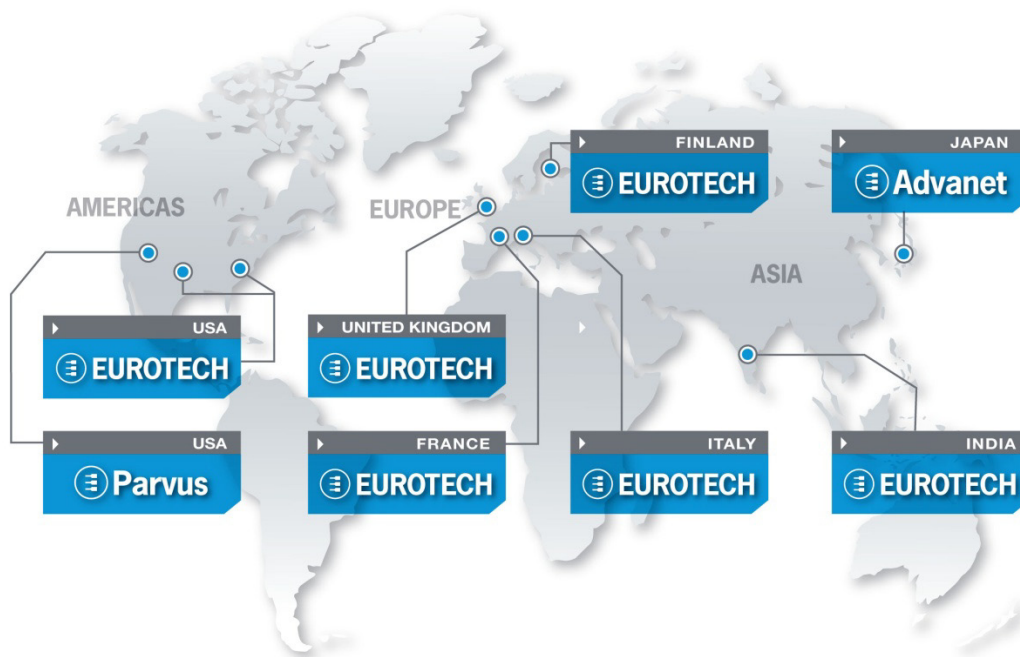 FINLAND
EUROTECH
JAPAN
Advanet
AMERICAS
EUROPE
ASIA
USA
EUROTECH
UNITED KINGDOM
EUROTECH
USA
Parvus
FRANCE
EUROTECH
ITALY
EUROTECH
INDIA
EUROTECH